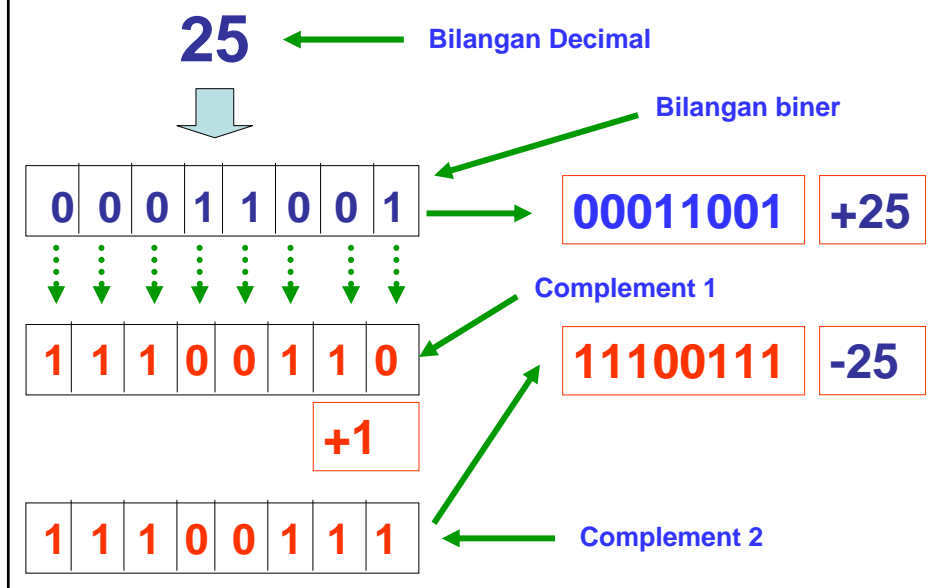 25 Bilangan Decimal
Bilangan biner
0 0 0 1 1 0 0 1 00011001 +25
Complement 1
1 1 1 0 0 1 1 0 11100111 -25
+1
1 1 1 0 0 1 1 1 Complement 2